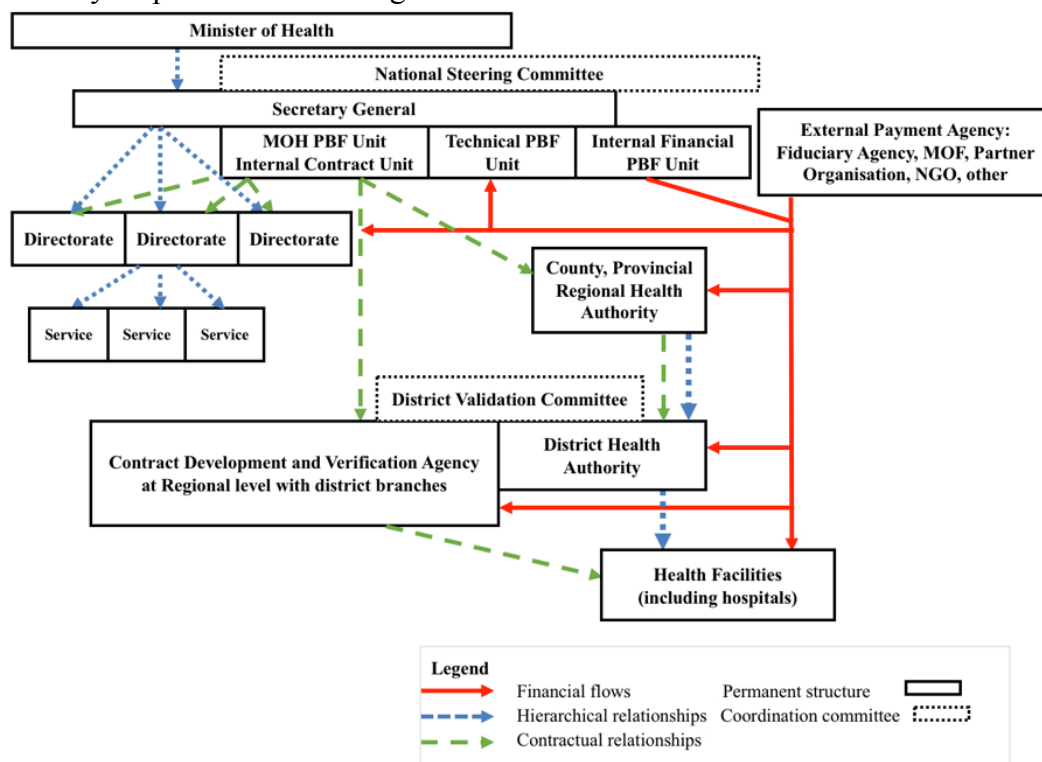 Minister of Health
National Steering Committee
Secretary General
MOH PBF Unit
Internal Contract Unit
Technical PBF
Unit
Internal Financial
PBF Unit
External Payment Agency:
Fiduciary Agency, MOF, Partner
Organisation, NGO, other
Directorate
Directorate
Directorate
County, Provincial
Regional Health
Authority
Service
Service
Service
District Validation Committee
Contract Development and Verification Agency
at Regional level with district branches
District Health
Authority
Health Facilities
(including hospitals)
Legend
Financial flows
Permanent structure
Hierarchical relationships
Coordination committee
Contractual relationships